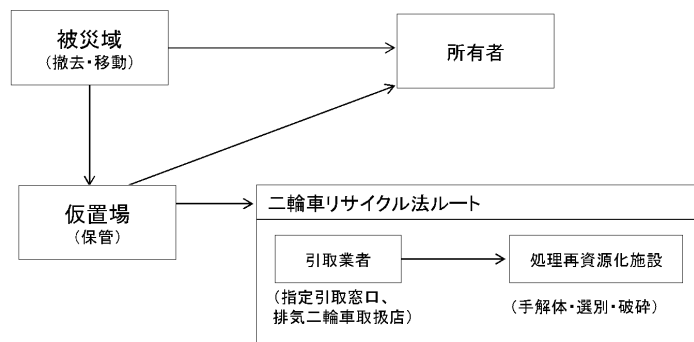 被災域
(撤去・移動)
所有者
仮置場
(保管)
二輪車リサイクル法ルート
引取業者
処理再資源化施設
(指定引取窓口、
排気二輪車取扱店)
(手解体・選別・破砕)